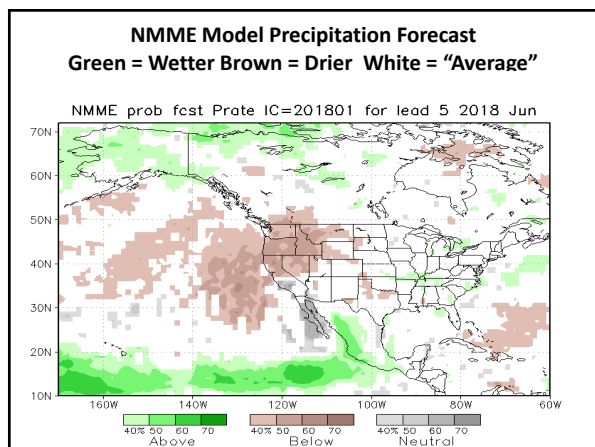 NMME Model Precipitation Forecast
Green = Wetter Brown = Drier White = “Average”
NMME prob fcst Prate IC=201801 for lead 5 2018 Jun
70N
60N
50N
40N
30N
20N
10N
160W 140W 120W 100W 80W 60W
40% 50 60 70 40% 50 60 70 40% 50 60 70
Above Below Neutral